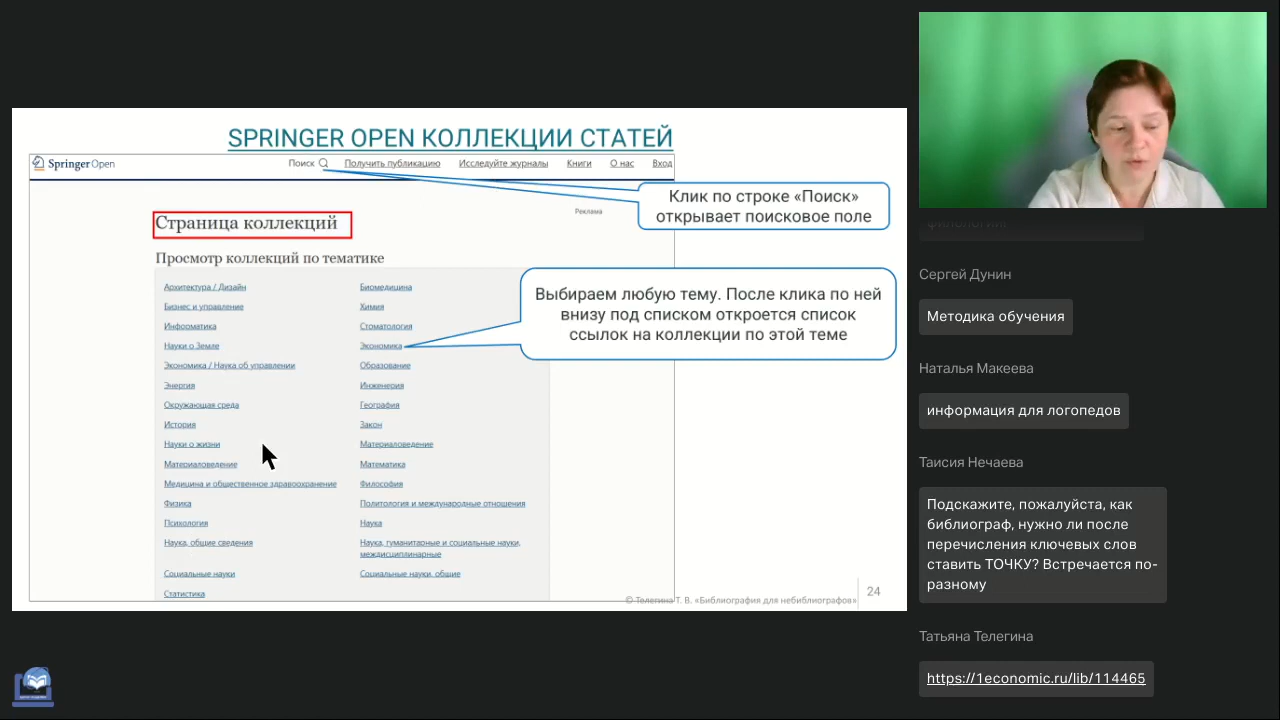 SPRINGER OPEN КОЛЛЕКЦИИ СТАТЕЙ
Springer Open
Поиск
Получить публикацию
Исследуйте журналы
Книги
О нас
Вход
Клик по строке «Поиск»
открывает поисковое поле
Реклама
Страница коллекций
Просмотр коллекций по тематике
Выбираем любую тему. После клика по ней
внизу под списком откроется список
ссылок на коллекции по этой теме
Архитектура / Дизайн
Бизнес и управление
Информатика
Науки о Земле
Экономика / Наука об управлении
Энергия
Окружающая среда
История
Науки о жизни
Материаловедение
Медицина и общественное здравоохранение
Физика
Психология
Наука, общие сведения
Социальные науки
Статистика
Биомедицина
Химия
Стоматология
Экономика
Образование
Инженерия
География
Закон
Материаловедение
Математика
Философия
Политология и международные отношения
Наука
Наука, гуманитарные и социальные науки,
междисциплинарные
Социальные науки, общие
© Телегина Т. В. «Библиография для небиблиографов»
24
Сергей Дунин
Методика обучения
Наталья Макеева
информация для логопедов
Таисия Нечаева
Подскажите, пожалуйста, как
библиограф, нужно ли после
перечисления ключевых слов
ставить ТОЧКУ? Встречается по-
разному
Татьяна Телегина
https://1economic.ru/lib/114465